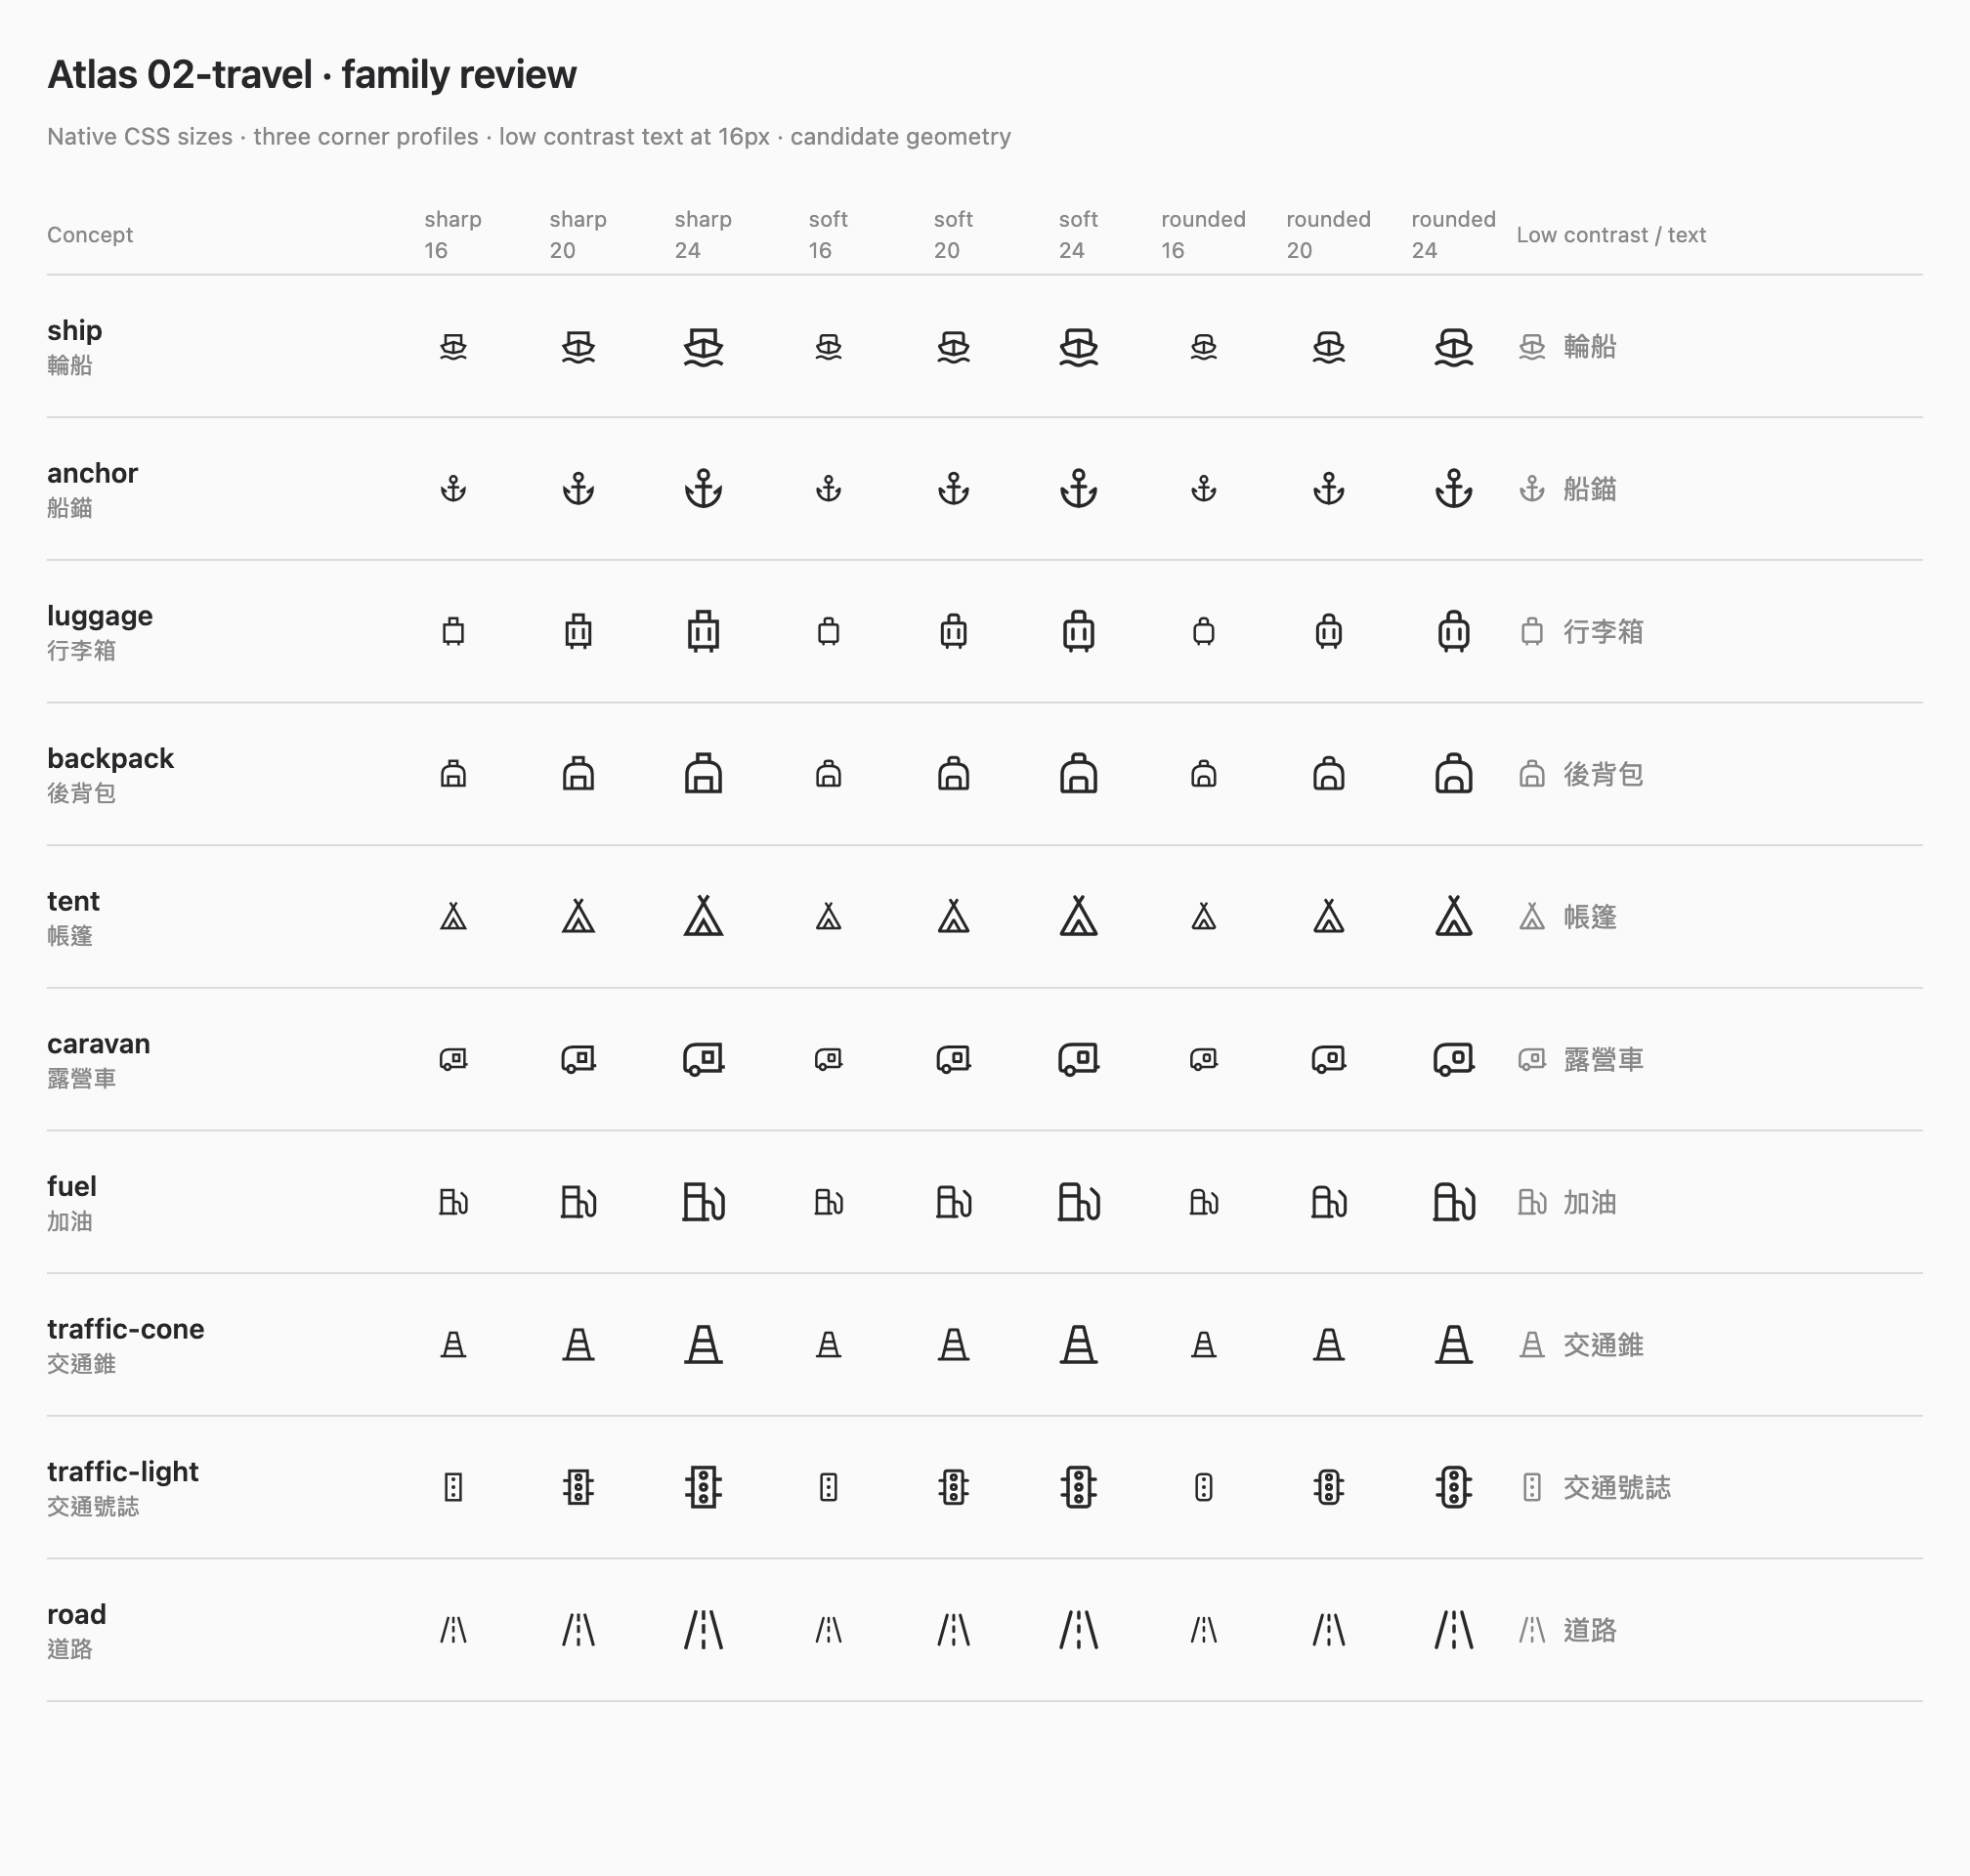 Atlas 02-travel · family review
Native CSS sizes · three corner profiles · low contrast text at 16px · candidate geometry
Concept
sharp 16
sharp 20
sharp 24
soft 16
soft 20
soft 24
rounded 16
rounded 20
rounded 24
Low contrast / text
ship
輪船
輪船
anchor
船錨
船錨
luggage
行李箱
行李箱
backpack
後背包
後背包
tent
帳篷
帳篷
caravan
露營車
露營車
fuel
加油
加油
traffic-cone
交通錐
交通錐
traffic-light
交通號誌
交通號誌
road
道路
道路